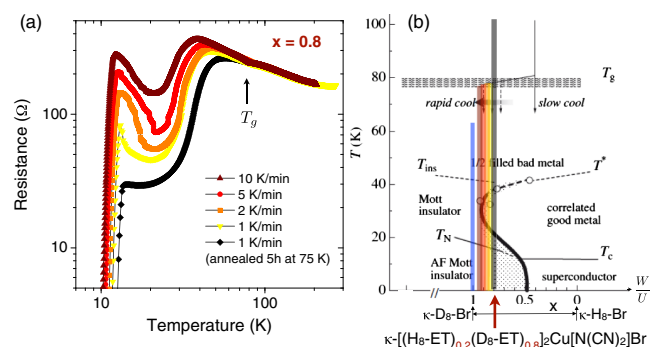 (a)
x = 0.8
Resistance (Ω)
100
10
T_g
10 K/min
5 K/min
2 K/min
1 K/min
1 K/min
(annealed 5h at 75 K)
10
100
Temperature (K)
(b)
T (K)
100
80
60
40
20
0
T_g
rapid cool
slow cool
T_ins
1/2 filled bad metal
T*
Mott
insulator
correlated
good metal
T_N
T_c
AF Mott
insulator
superconductor
1
0.5
0
W/U
κ-D₈-Br
x
κ-H₈-Br
κ-[(H₈-ET)₀.₂(D₈-ET)₀.₈]₂Cu[N(CN)₂]Br